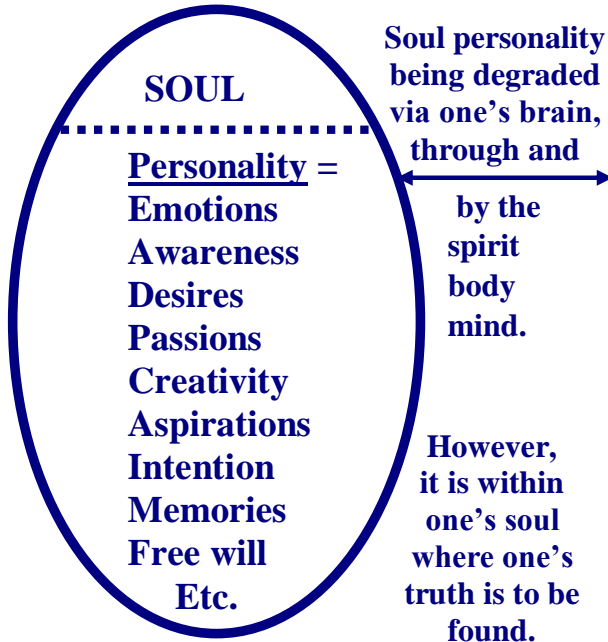 SOUL
Personality =
Emotions
Awareness
Desires
Passions
Creativity
Aspirations
Intention
Memories
Free will
Etc.
Soul personality
being degraded
via one’s brain,
through and
by the
spirit
body
mind.
However,
it is within
one’s soul
where one’s
truth is to be
found.